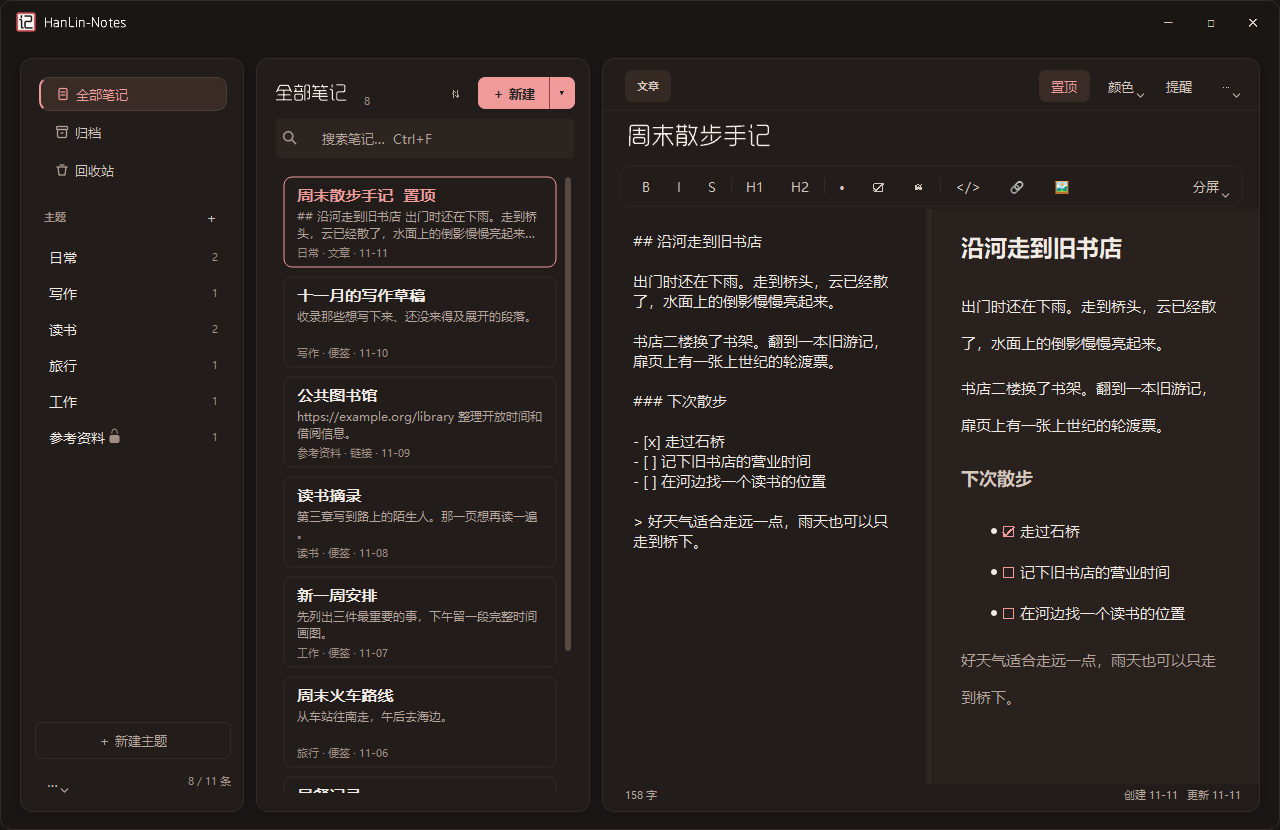 记 HanLin-Notes
全部笔记
归档
回收站
主题 +
日常 2
写作 1
读书 2
旅行 1
工作 1
参考资料 1
+ 新建主题
... 8 / 11 条
全部笔记 8
+ 新建
搜索笔记... Ctrl+F
周末散步手记 置顶
## 沿河走到旧书店 出门时还在下雨。走到桥
头，云已经散了，水面上的倒影慢慢亮起来...
日常 · 文章 · 11-11
十一月的写作草稿
收录那些想写下来、还没来得及展开的段落。
写作 · 便签 · 11-10
公共图书馆
https://example.org/library 整理开放时间和
借阅信息。
参考资料 · 链接 · 11-09
读书摘录
第三章写到路上的陌生人。那一页想再读一遍
。
读书 · 便签 · 11-08
新一周安排
先列出三件最重要的事，下午留一段完整时间
画图。
工作 · 便签 · 11-07
周末火车路线
从车站往南走，午后去海边。
旅行 · 便签 · 11-06
文章
置顶 颜色 提醒 ...
周末散步手记
B I S H1 H2 • ☑ ❝ </> 分屏
## 沿河走到旧书店
出门时还在下雨。走到桥头，云已经散
了，水面上的倒影慢慢亮起来。
书店二楼换了书架。翻到一本旧游记，
扉页上有一张上世纪的轮渡票。
### 下次散步
- [x] 走过石桥
- [ ] 记下旧书店的营业时间
- [ ] 在河边找一个读书的位置
> 好天气适合走远一点，雨天也可以只
走到桥下。
沿河走到旧书店
出门时还在下雨。走到桥头，云已经散
了，水面上的倒影慢慢亮起来。
书店二楼换了书架。翻到一本旧游记，
扉页上有一张上世纪的轮渡票。
下次散步
• ☑ 走过石桥
• ☐ 记下旧书店的营业时间
• ☐ 在河边找一个读书的位置
好天气适合走远一点，雨天也可以只走
到桥下。
158 字
创建 11-11 更新 11-11